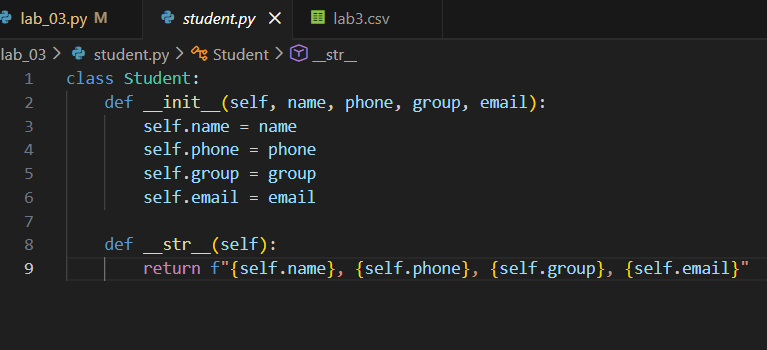 lab_03.py M student.py × lab3.csv
lab_03 > student.py > Student > __str__
1 class Student:
2 def __init__(self, name, phone, group, email):
3 self.name = name
4 self.phone = phone
5 self.group = group
6 self.email = email
7
8 def __str__(self):
9 return f"{self.name}, {self.phone}, {self.group}, {self.email}"